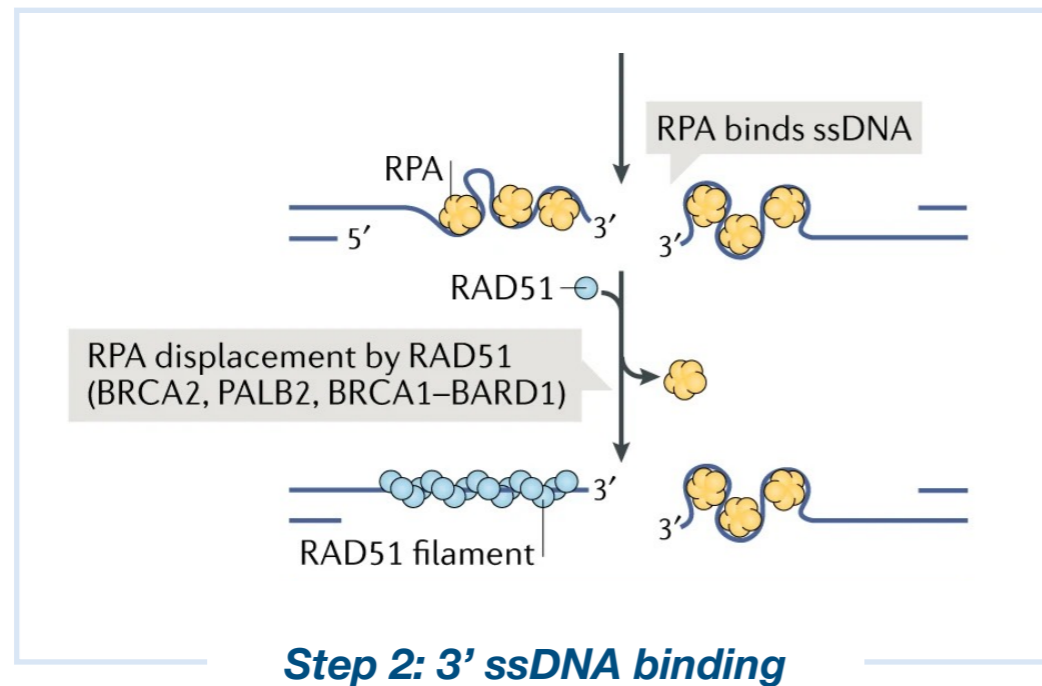 RPA binds ssDNA
RPA
3′
5′
3′
RAD51
RPA displacement by RAD51
(BRCA2, PALB2, BRCA1–BARD1)
3′
3′
RAD51 filament
Step 2: 3’ ssDNA binding